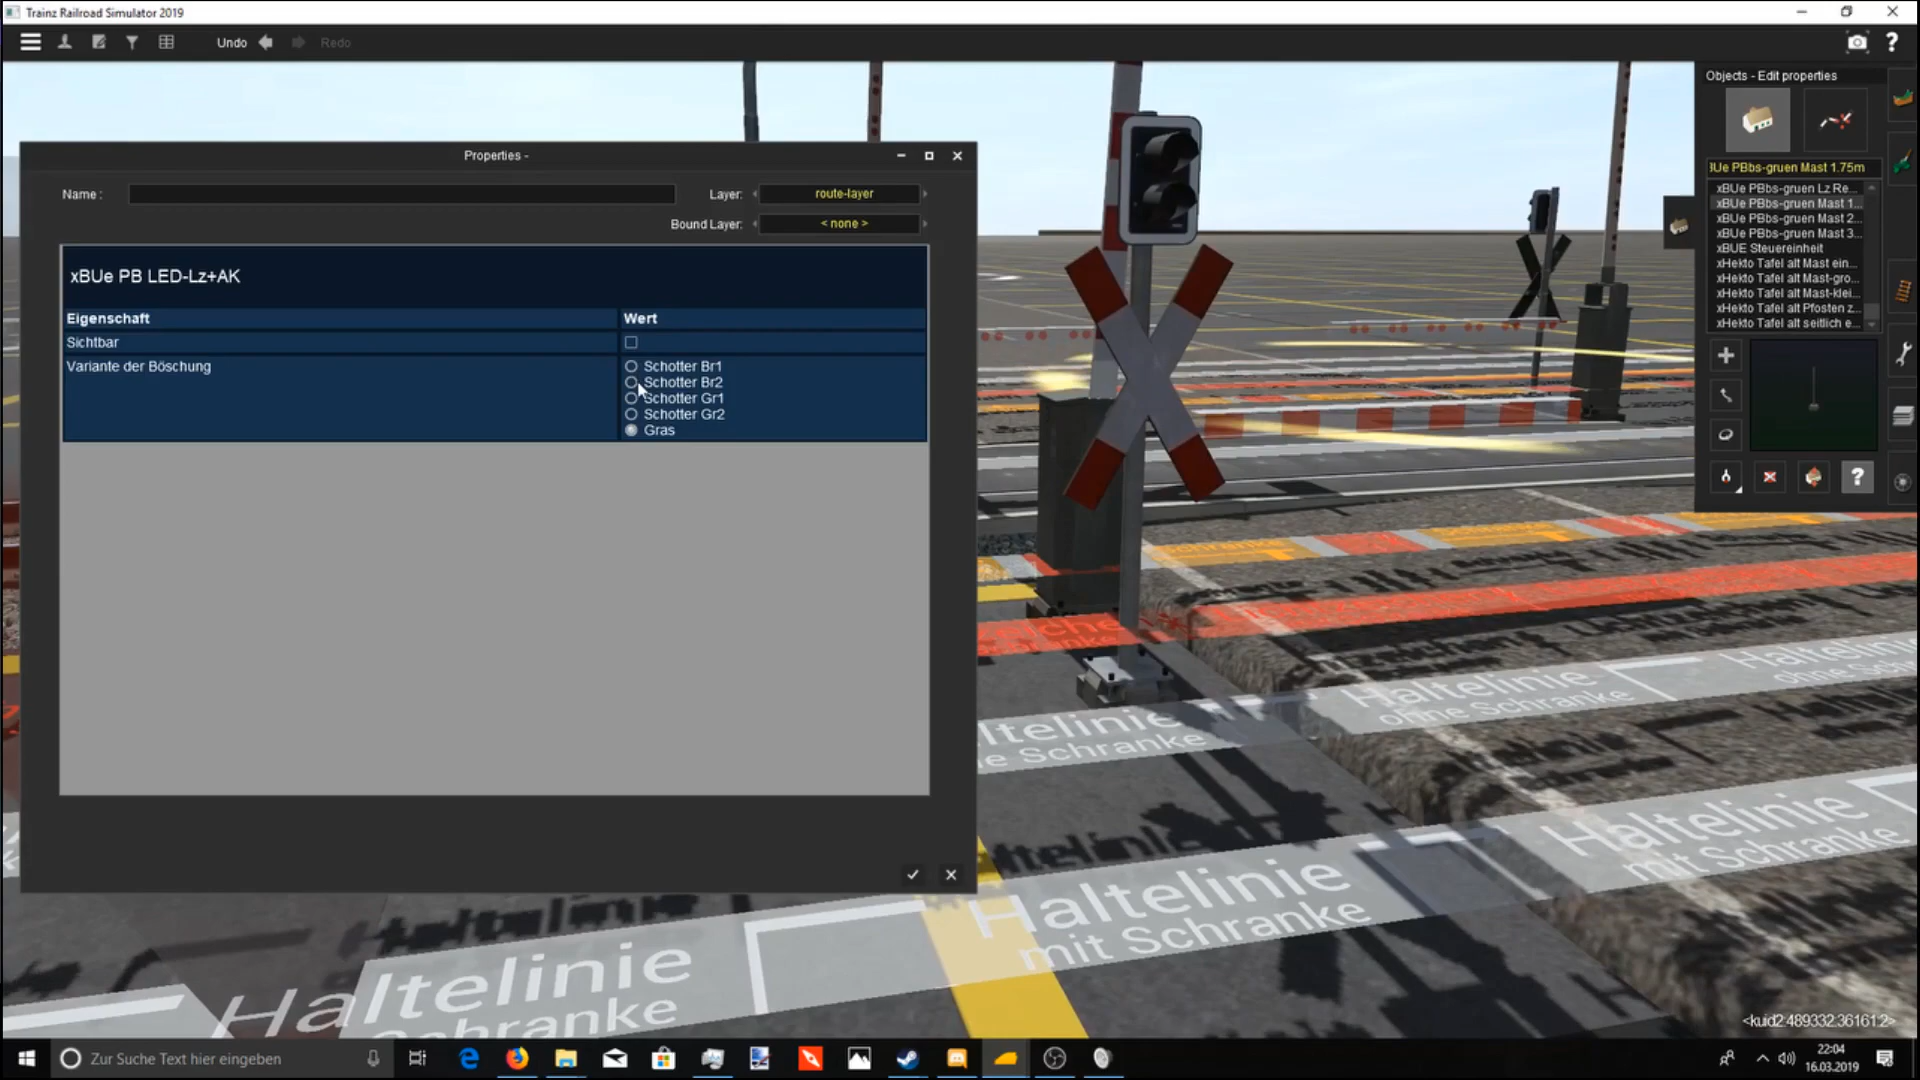 Trainz Railroad Simulator 2019
Undo
Redo
Objects - Edit properties
Properties -
Name :
Layer:
route-layer
Bound Layer:
< none >
xBUe PB LED-Lz+AK
Eigenschaft
Wert
Sichtbar
Variante der Böschung
Schotter Br1
Schotter Br2
Schotter Gr1
Schotter Gr2
Gras
Ue PBbs-gruen Mast 1.75m
xBUe PBbs-gruen Lz Re...
xBUe PBbs-gruen Mast 1...
xBUe PBbs-gruen Mast 2...
xBUe PBbs-gruen Mast 3...
xBUE Steuereinheit
xHekto Tafel alt Mast ein...
xHekto Tafel alt Mast-gro...
xHekto Tafel alt Mast-klei...
xHekto Tafel alt Pfosten z...
xHekto Tafel alt seitlich e...
ltelinie
e Schranke
Haltelinie
ohne Schranke
Haltelinie
mit Schranke
Haltelinie
mit Schranke
Haltelinie
chranke
<kuid2:489332:36161:2>
Zur Suche Text hier eingeben
22:04
16.03.2019